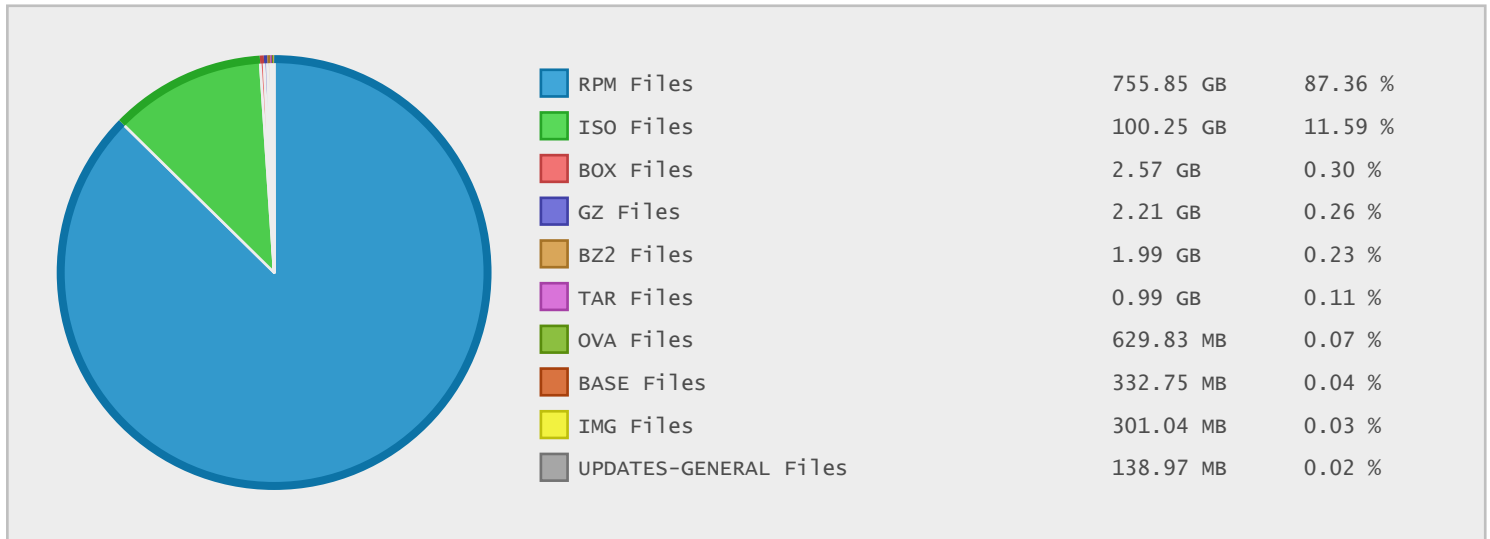 RPM Files 755.85 GB 87.36 %
ISO Files 100.25 GB 11.59 %
BOX Files 2.57 GB 0.30 %
GZ Files 2.21 GB 0.26 %
BZ2 Files 1.99 GB 0.23 %
TAR Files 0.99 GB 0.11 %
OVA Files 629.83 MB 0.07 %
BASE Files 332.75 MB 0.04 %
IMG Files 301.04 MB 0.03 %
UPDATES-GENERAL Files 138.97 MB 0.02 %